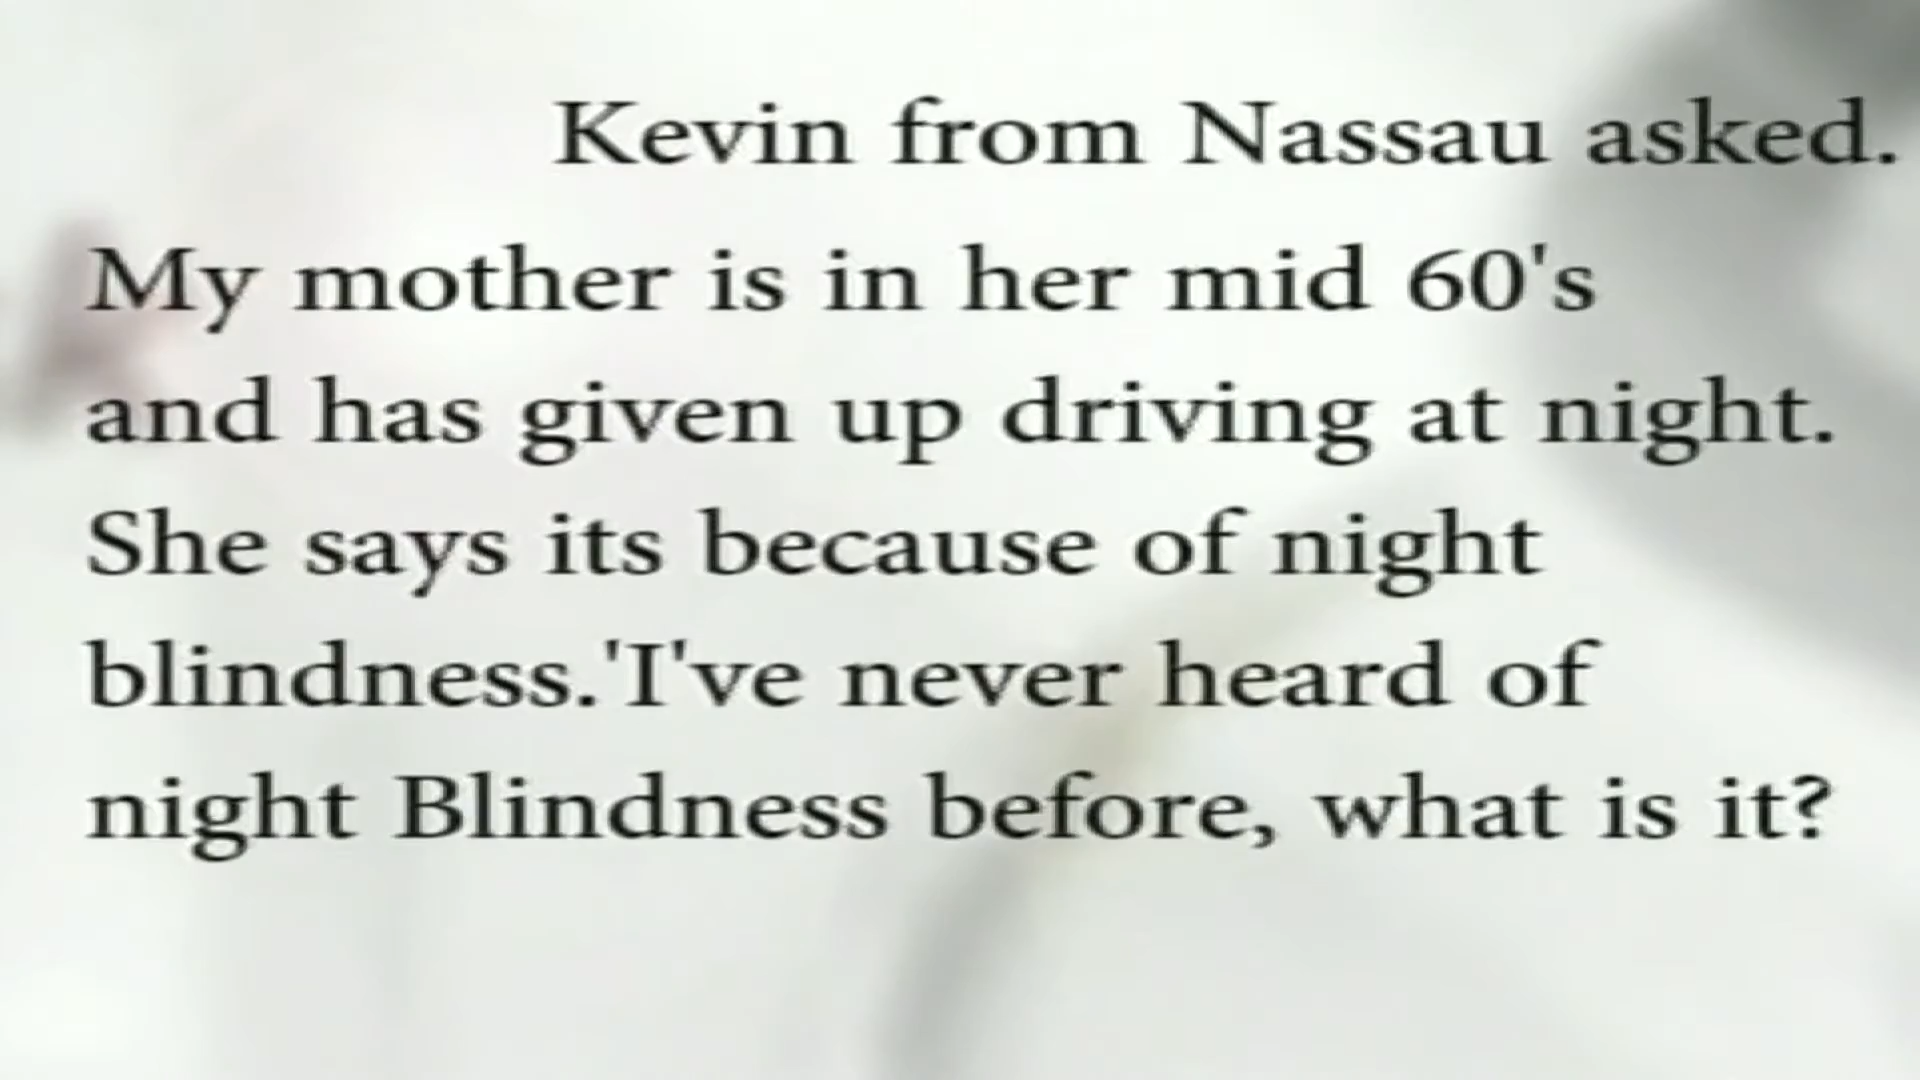 Kevin from Nassau asked.
My mother is in her mid 60's
and has given up driving at night.
She says its because of night
blindness.'I've never heard of
night Blindness before, what is it?